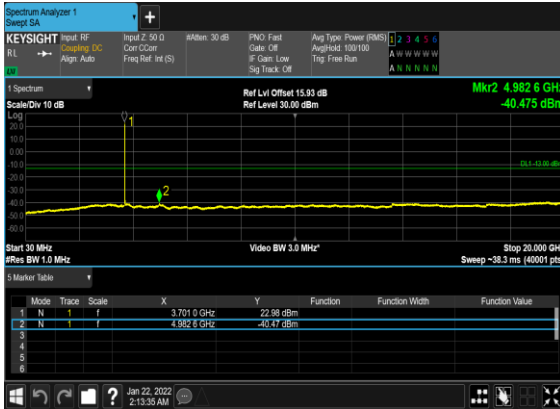 Spectrum Analyzer 1
Swept SA
KEYSIGHT
RL
Input: RF
Coupling: DC
Align: Auto
Input Z: 50 Ω
Corr CCorr
Freq Ref: Int (S)
#Atten: 30 dB
PNO: Fast
Gate: Off
IF Gain: Low
Sig Track: Off
Avg Type: Power (RMS)
Avg|Hold: 100/100
Trig: Free Run
1 2 3 4 5 6
A W W W W W
A N N N N N
1 Spectrum
Scale/Div 10 dB
Ref Lvl Offset 15.93 dB
Ref Level 30.00 dBm
Mkr2 4.982 6 GHz
-40.475 dBm
Log
20.0
10.0
0.00
-10.0
-20.0
-30.0
-40.0
-50.0
-60.0
1
2
DL1 -13.00 dBm
Start 30 MHz
#Res BW 1.0 MHz
Video BW 3.0 MHz*
Stop 20.000 GH
Sweep ~38.3 ms (40001 pts
5 Marker Table
Mode Trace Scale X Y Function Function Width Function Value
1 N 1 f 3.701 0 GHz 22.98 dBm
2 N 1 f 4.982 6 GHz -40.47 dBm
3
4
5
6
?
Jan 22, 2022
2:13:35 AM